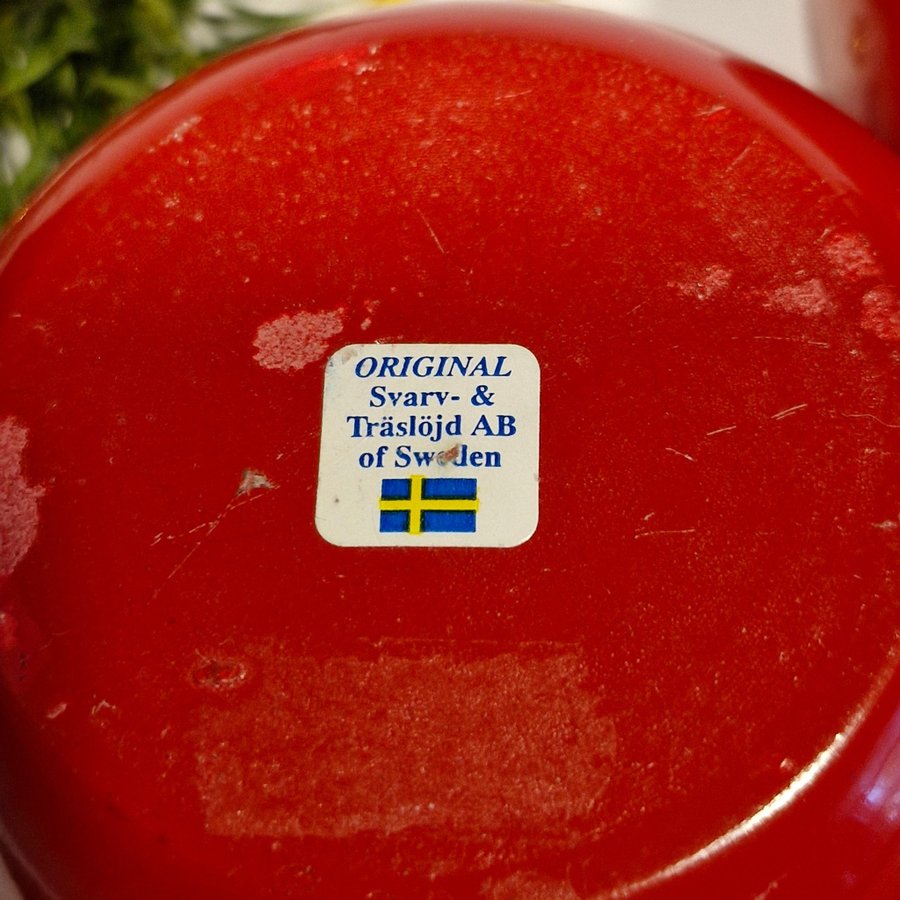 ORIGINAL
Svarv- &
Träslöjd AB
of Sweden